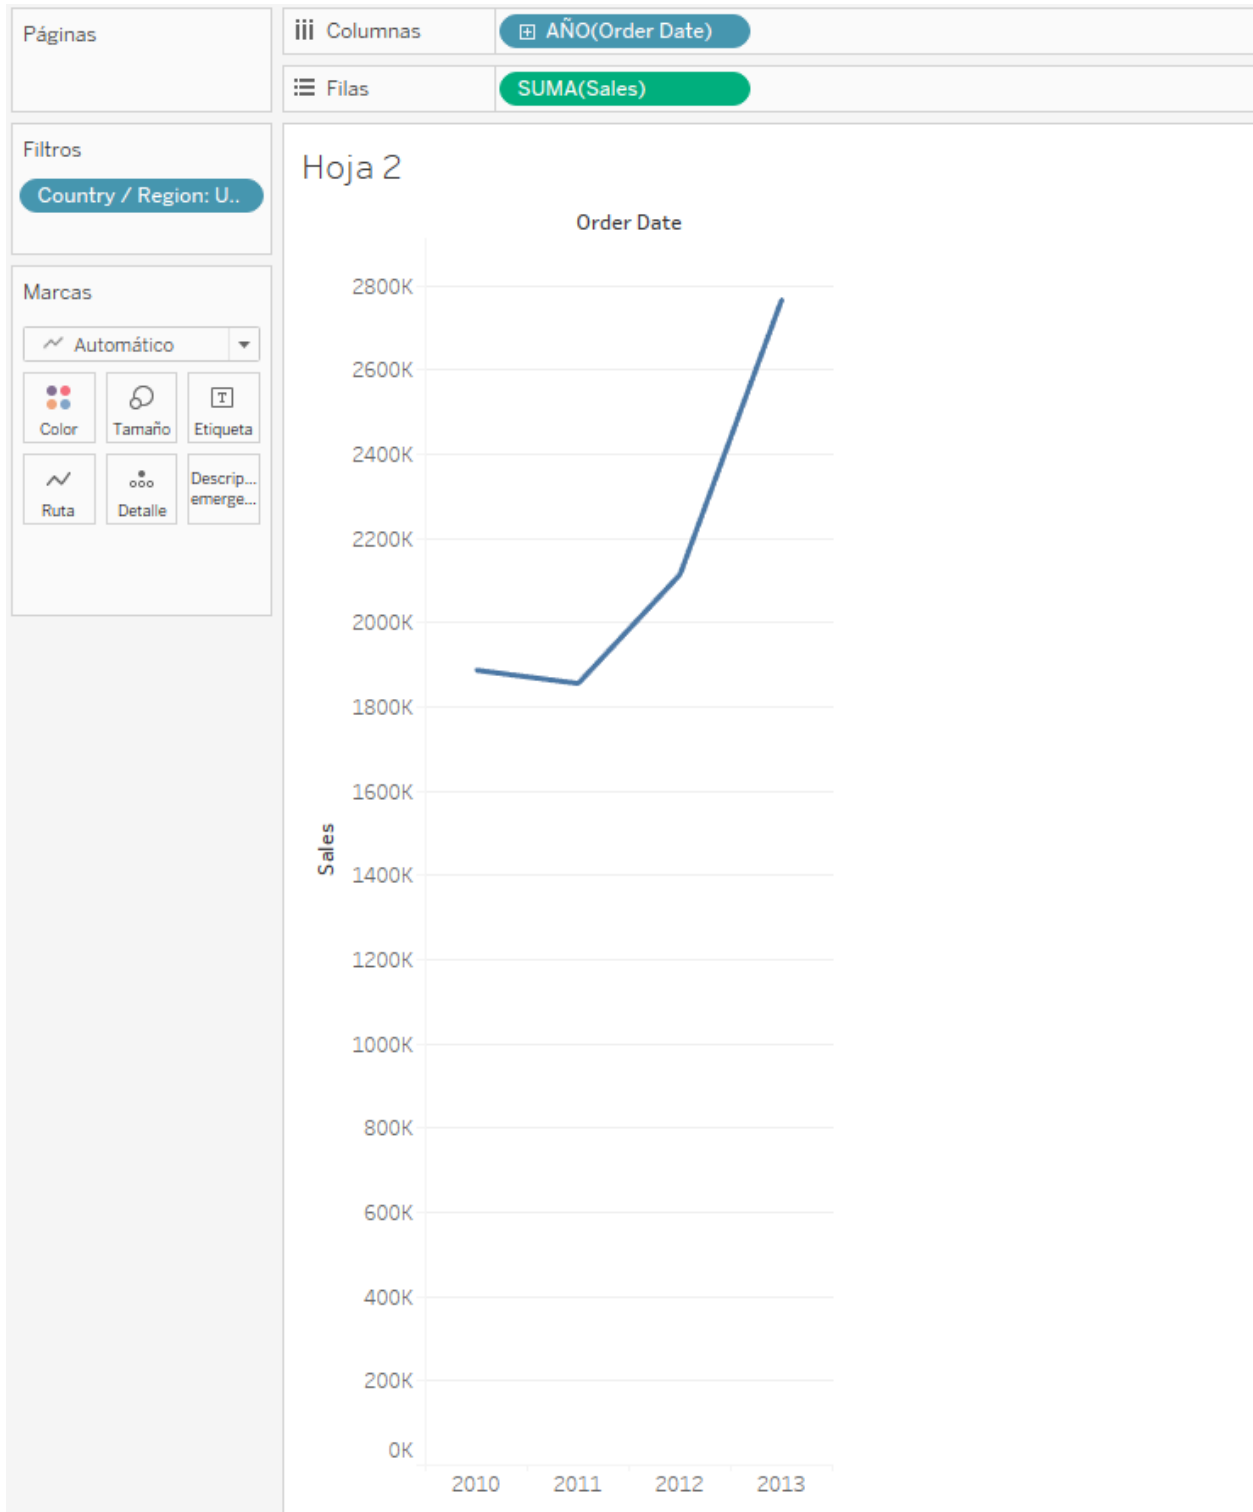 Páginas
Columnas
AÑO(Order Date)
Filas
SUMA(Sales)
Filtros
Country / Region: U..
Marcas
Automático
Color
Tamaño
Etiqueta
Ruta
Detalle
Descrip...
emerge...
Hoja 2
Order Date
2800K
2600K
2400K
2200K
2000K
1800K
1600K
1400K
1200K
1000K
800K
600K
400K
200K
0K
Sales
2010 2011 2012 2013